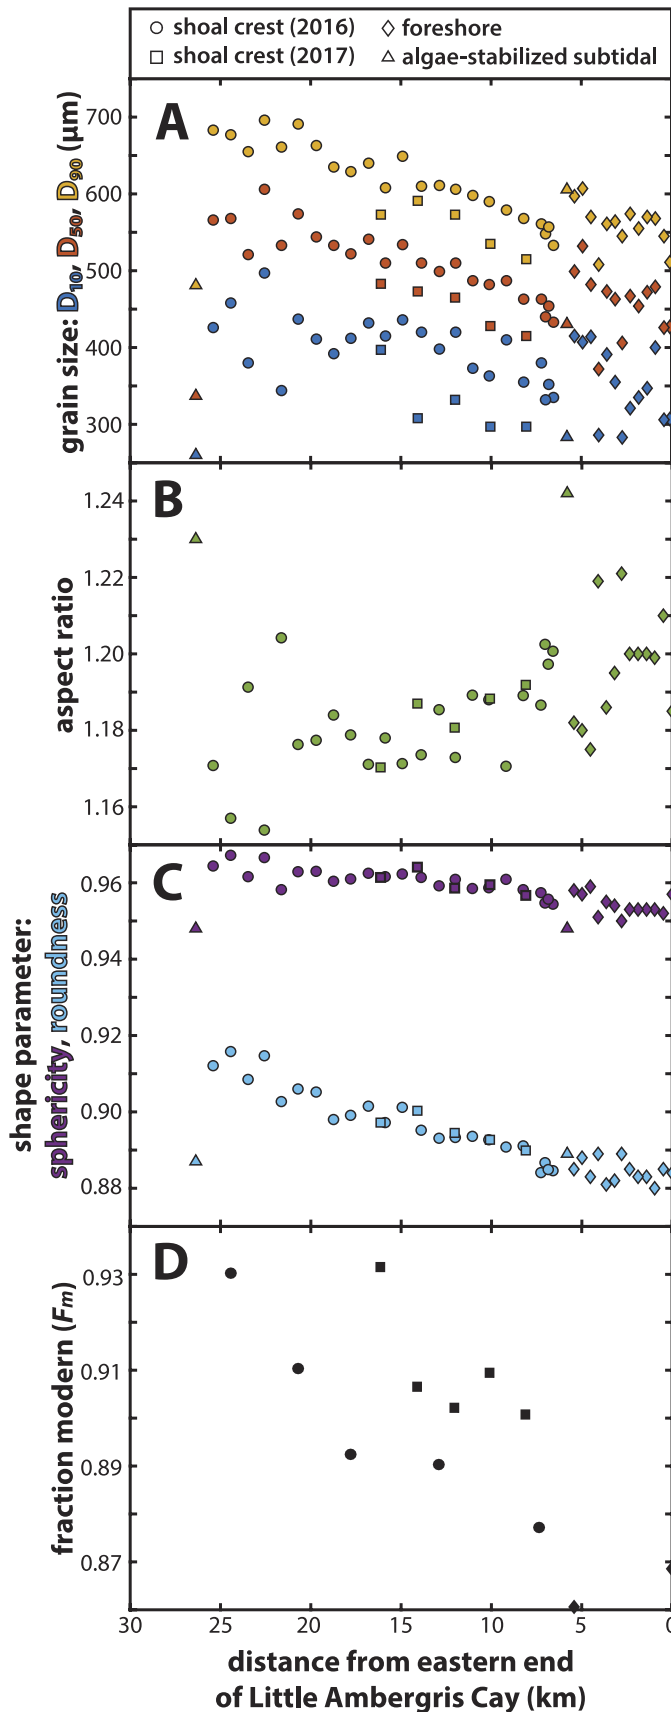 shoal crest (2016)
foreshore
shoal crest (2017)
algae-stabilized subtidal
A
grain size: D10, D50, D90 (μm)
700
600
500
400
300
B
aspect ratio
1.24
1.22
1.20
1.18
1.16
C
shape parameter:
sphericity, roundness
0.96
0.94
0.92
0.90
0.88
D
fraction modern (Fm)
0.93
0.91
0.89
0.87
30 25 20 15 10 5 0
distance from eastern end
of Little Ambergris Cay (km)